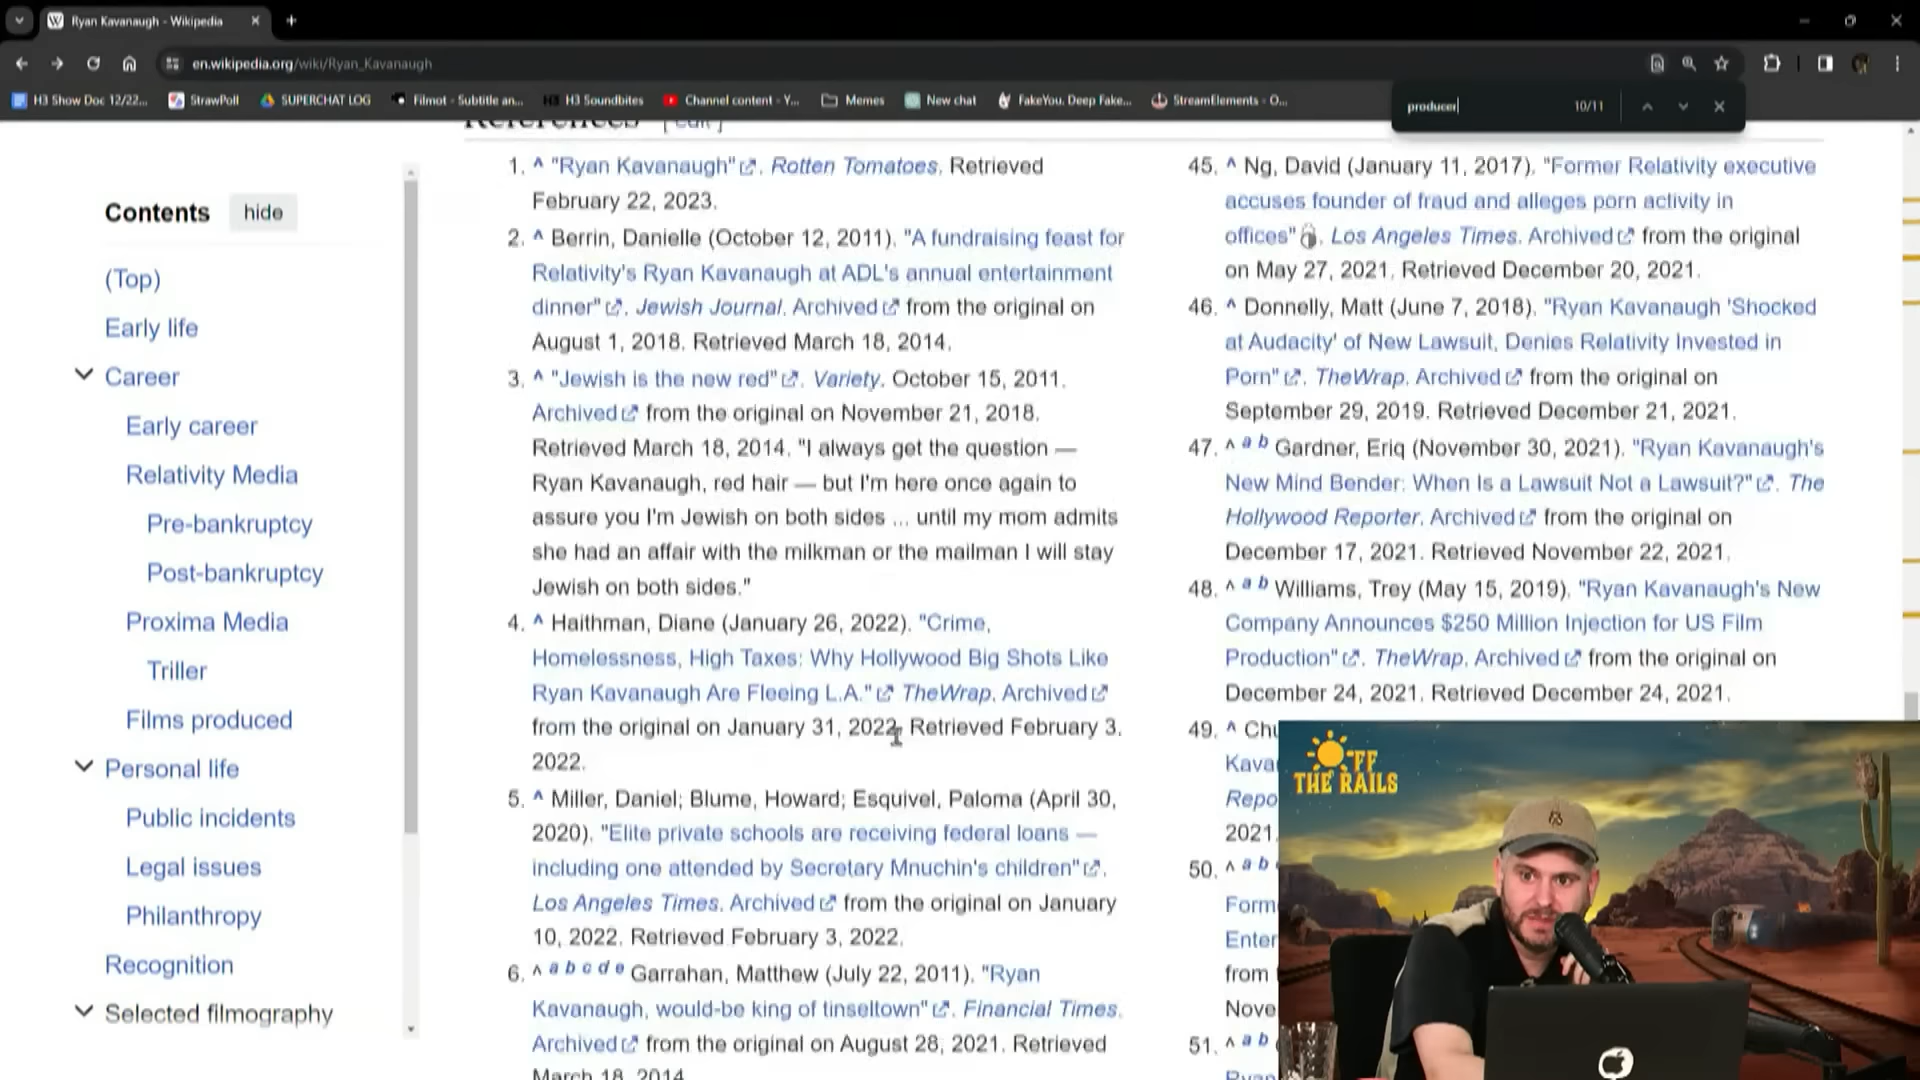 Ryan Kavanaugh - Wikipedia
en.wikipedia.org/wiki/Ryan_Kavanaugh
H3 Show Doc 12/22...
StrawPoll
SUPERCHAT LOG
Filmot - Subtitle an...
H3 Soundbites
Channel content - Y...
Memes
New chat
FakeYou. Deep Fake...
StreamElements - O...
producer
10/11
References [ edit ]
Contents
hide
(Top)
Early life
Career
Early career
Relativity Media
Pre-bankruptcy
Post-bankruptcy
Proxima Media
Triller
Films produced
Personal life
Public incidents
Legal issues
Philanthropy
Recognition
Selected filmography
1. ^ "Ryan Kavanaugh". Rotten Tomatoes. Retrieved
February 22, 2023.
2. ^ Berrin, Danielle (October 12, 2011). "A fundraising feast for
Relativity's Ryan Kavanaugh at ADL's annual entertainment
dinner". Jewish Journal. Archived from the original on
August 1, 2018. Retrieved March 18, 2014.
3. ^ "Jewish is the new red". Variety. October 15, 2011.
Archived from the original on November 21, 2018.
Retrieved March 18, 2014. "I always get the question —
Ryan Kavanaugh, red hair — but I'm here once again to
assure you I'm Jewish on both sides ... until my mom admits
she had an affair with the milkman or the mailman I will stay
Jewish on both sides."
4. ^ Haithman, Diane (January 26, 2022). "Crime,
Homelessness, High Taxes: Why Hollywood Big Shots Like
Ryan Kavanaugh Are Fleeing L.A." TheWrap. Archived
from the original on January 31, 2022. Retrieved February 3,
2022.
5. ^ Miller, Daniel; Blume, Howard; Esquivel, Paloma (April 30,
2020). "Elite private schools are receiving federal loans —
including one attended by Secretary Mnuchin's children".
Los Angeles Times. Archived from the original on January
10, 2022. Retrieved February 3, 2022.
6. ^ a b c d e Garrahan, Matthew (July 22, 2011). "Ryan
Kavanaugh, would-be king of tinseltown". Financial Times.
Archived from the original on August 28, 2021. Retrieved
March 18, 2014.
45. ^ Ng, David (January 11, 2017). "Former Relativity executive
accuses founder of fraud and alleges porn activity in
offices". Los Angeles Times. Archived from the original
on May 27, 2021. Retrieved December 20, 2021.
46. ^ Donnelly, Matt (June 7, 2018). "Ryan Kavanaugh 'Shocked
at Audacity' of New Lawsuit, Denies Relativity Invested in
Porn". TheWrap. Archived from the original on
September 29, 2019. Retrieved December 21, 2021.
47. ^ a b Gardner, Eriq (November 30, 2021). "Ryan Kavanaugh's
New Mind Bender: When Is a Lawsuit Not a Lawsuit?". The
Hollywood Reporter. Archived from the original on
December 17, 2021. Retrieved November 22, 2021.
48. ^ a b Williams, Trey (May 15, 2019). "Ryan Kavanaugh's New
Company Announces $250 Million Injection for US Film
Production". TheWrap. Archived from the original on
December 24, 2021. Retrieved December 24, 2021.
49. ^ Chu
Kava
Repo
2021.
50. ^ a b
Form
Enter
from
Nove
51. ^ a b
Ryan
OFF
THE RAILS